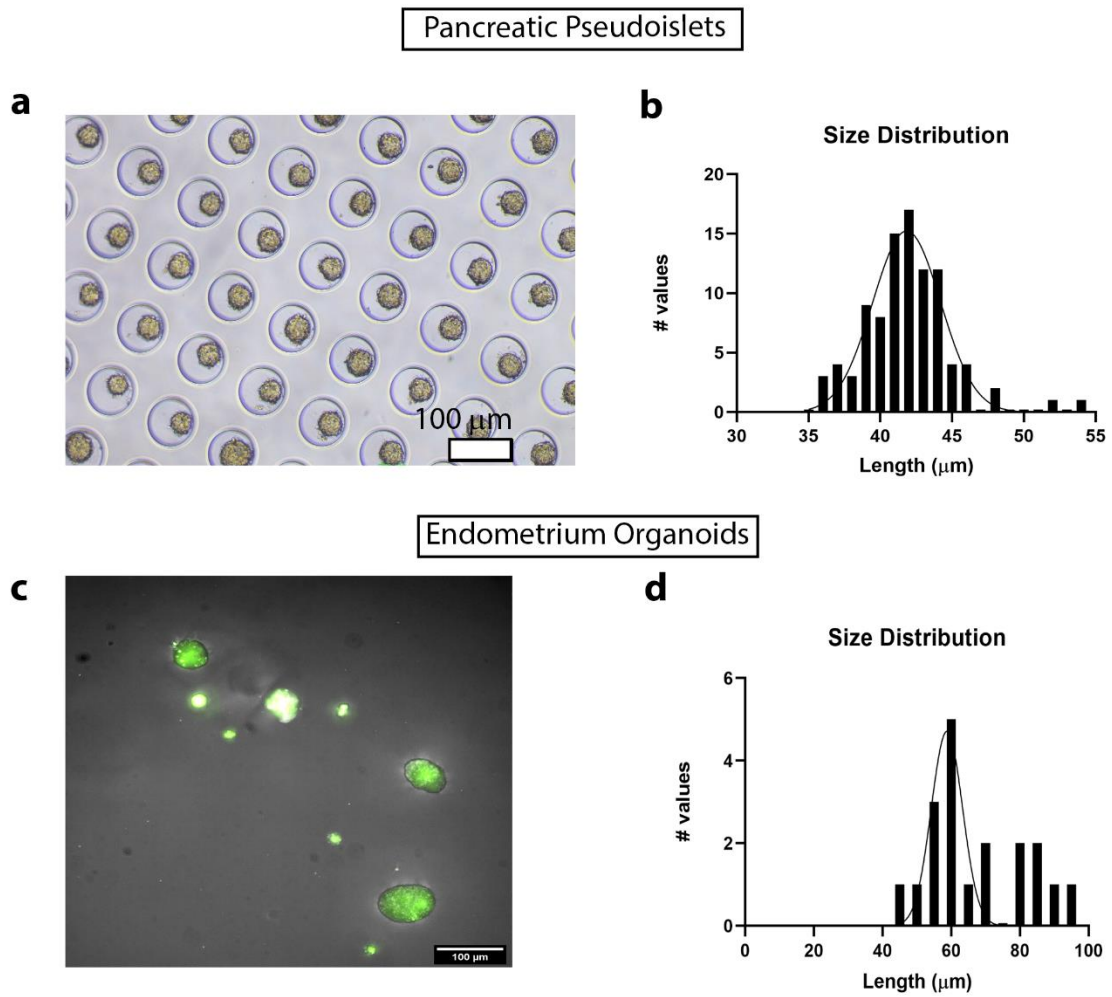 Pancreatic Pseudoislets
a
100 µm
b
Size Distribution
20
15
10
5
0
# values
30 35 40 45 50 55
Length (µm)
Endometrium Organoids
c
100 µm
d
Size Distribution
6
4
2
0
# values
0 20 40 60 80 100
Length (µm)